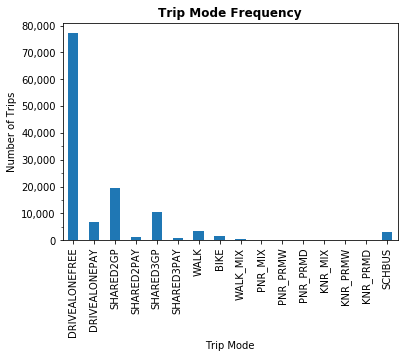 Trip Mode Frequency
80,000
70,000
60,000
50,000
40,000
30,000
20,000
10,000
0
Number of Trips
DRIVEALONEFREE
DRIVEALONEPAY
SHARED2GP
SHARED2PAY
SHARED3GP
SHARED3PAY
WALK
BIKE
WALK_MIX
PNR_MIX
PNR_PRMW
PNR_PRMD
KNR_MIX
KNR_PRMW
KNR_PRMD
SCHBUS
Trip Mode